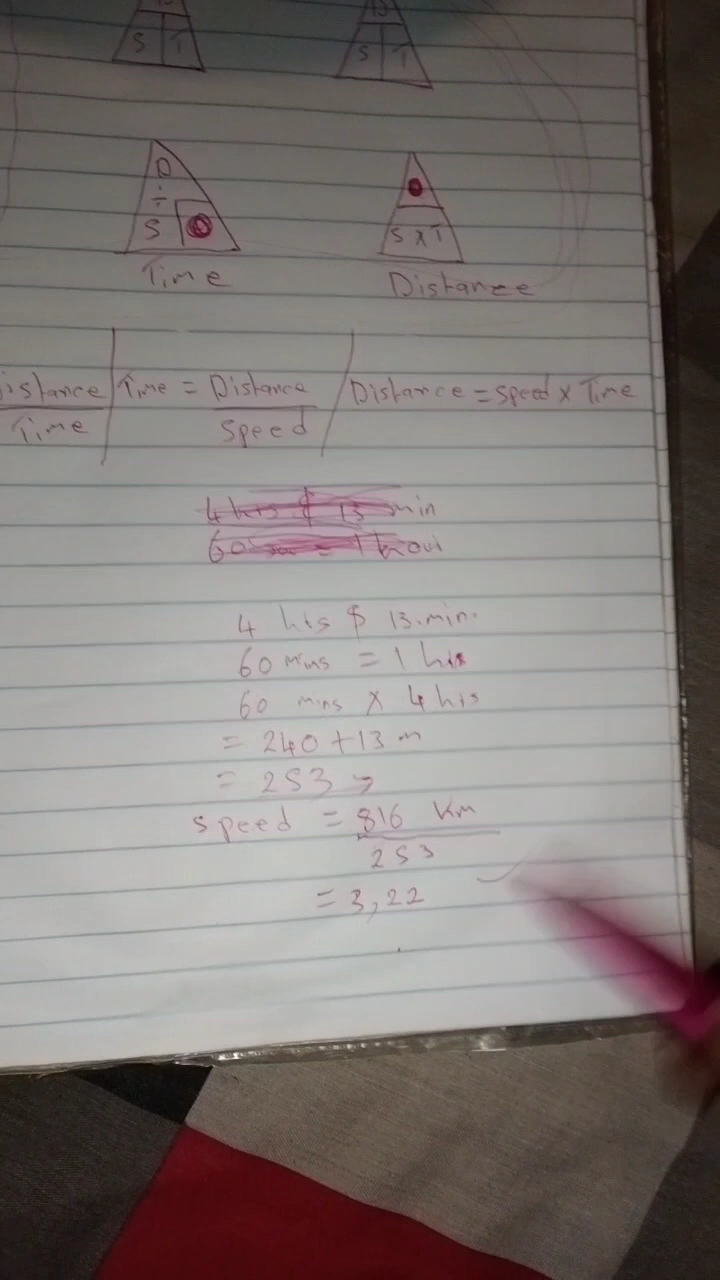 S T
S T
D
÷
S
S x T
Time
Distance
Distance Time = Distance Distance = Speed x Time
Time Speed
4 hrs $ 13 min
60 = 1 hour
4 hrs $ 13.min.
60 mins = 1 hr
60 mins x 4 hrs
= 240 + 13 m
= 253
speed = 816 km
253
= 3,22